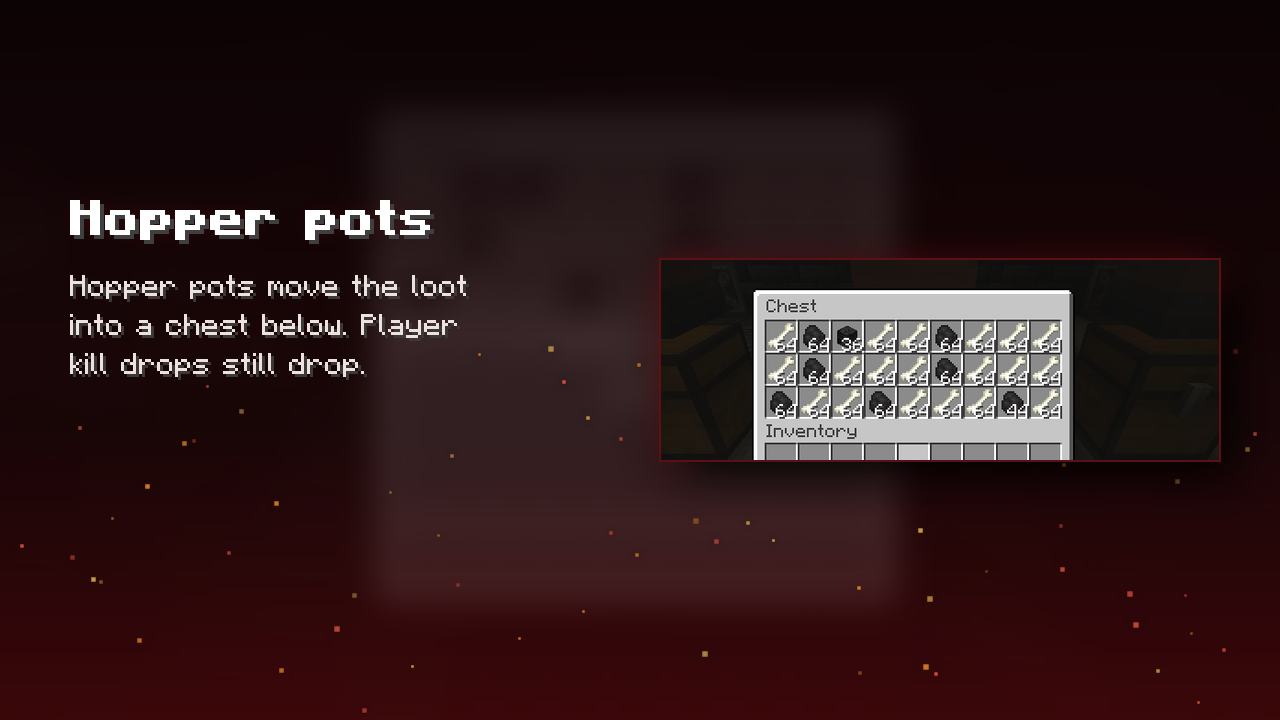 Hopper pots
Hopper pots move the loot
into a chest below. Player
kill drops still drop.
Chest
64 64 36 64 64 64 64 64 64
64 64 64 64 64 64 64 64 64
64 64 64 64 64 64 64 44 64
Inventory